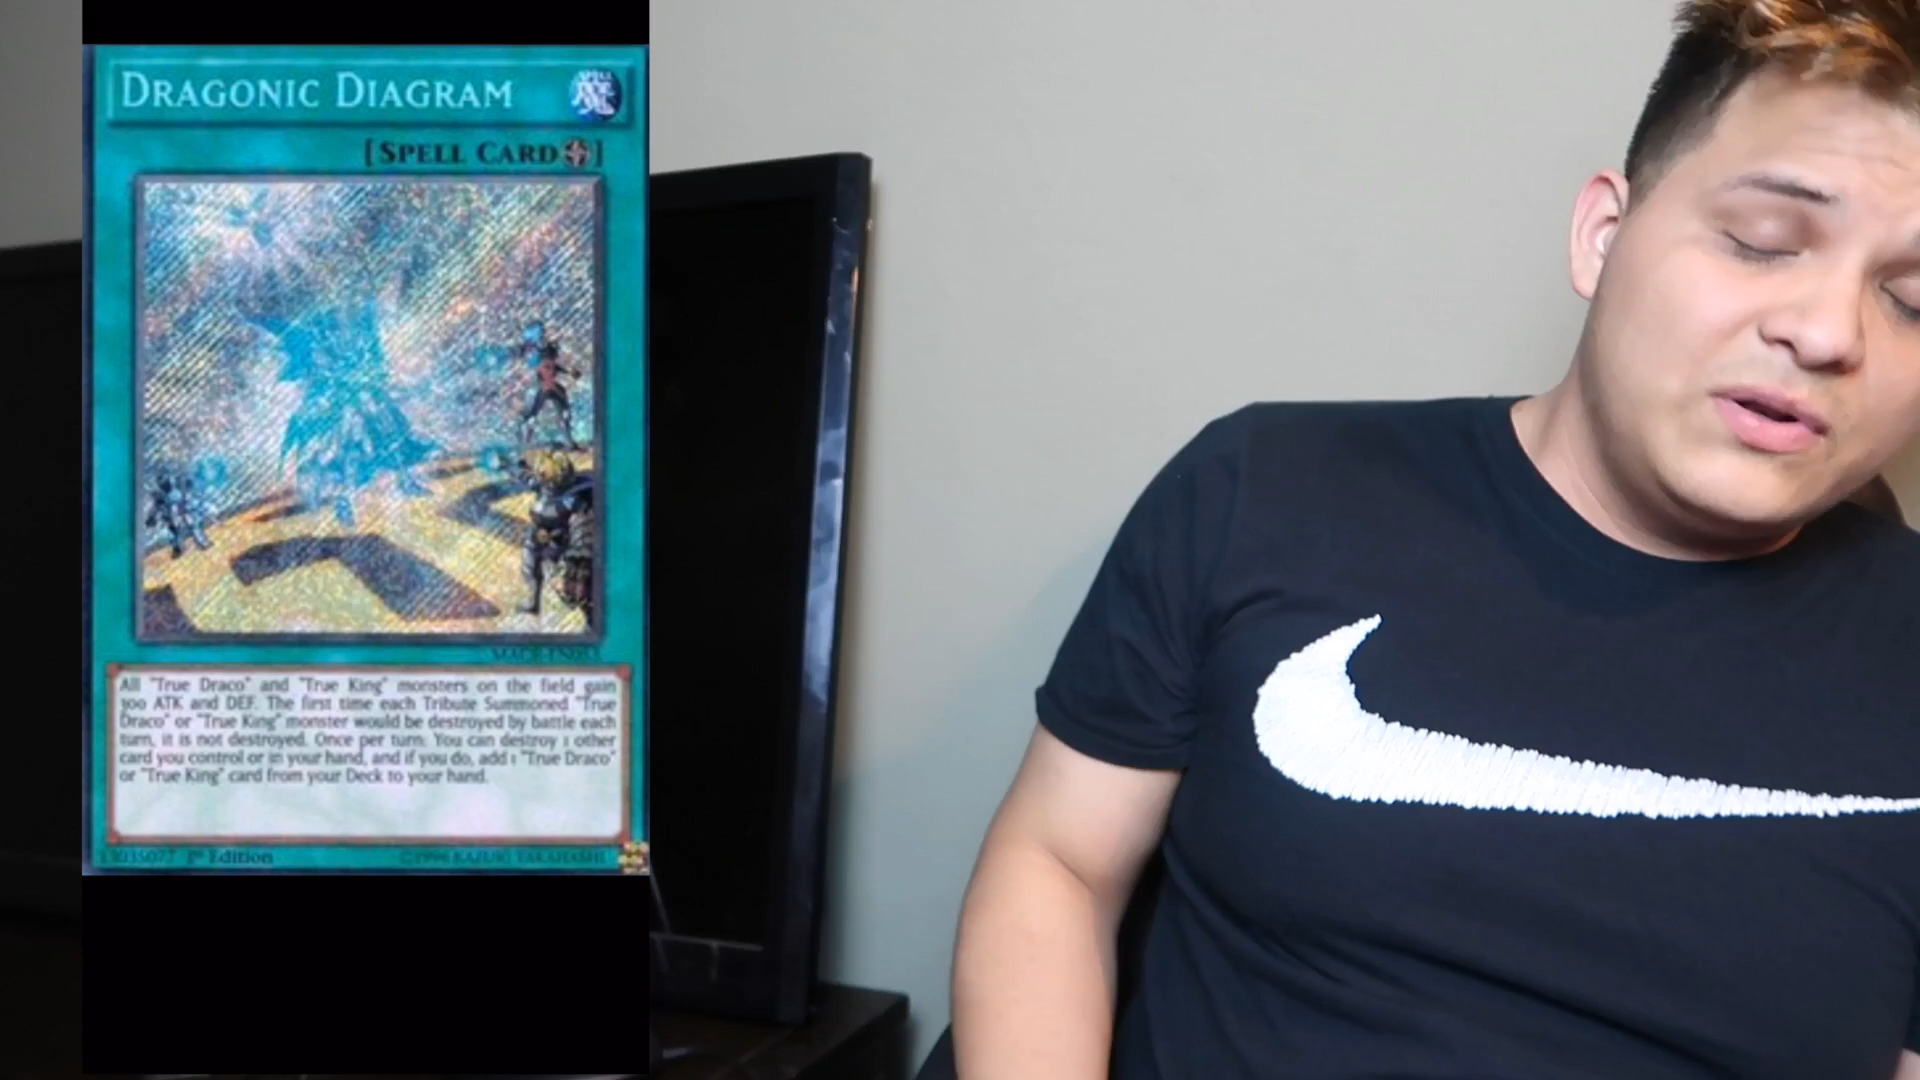 DRAGONIC DIAGRAM
SPELL
[SPELL CARD]
MACR-EN053
All "True Draco" and "True King" monsters on the field gain
300 ATK and DEF. The first time each Tribute Summoned "True
Draco" or "True King" monster would be destroyed by battle each
turn, it is not destroyed. Once per turn: You can destroy 1 other
card you control or in your hand, and if you do, add 1 "True Draco"
or "True King" card from your Deck to your hand.
13035077 1st Edition ©1996 KAZUKI TAKAHASHI